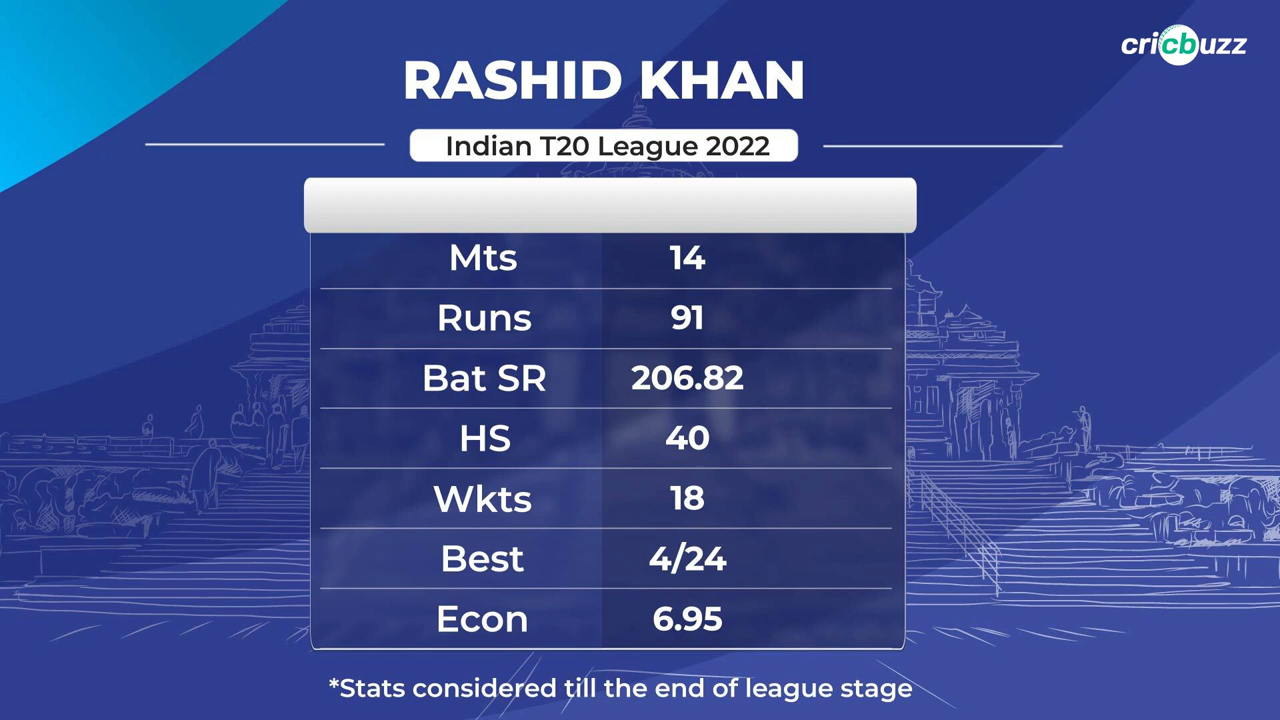 cricbuzz
RASHID KHAN
Indian T20 League 2022
Mts 14
Runs 91
Bat SR 206.82
HS 40
Wkts 18
Best 4/24
Econ 6.95
*Stats considered till the end of league stage